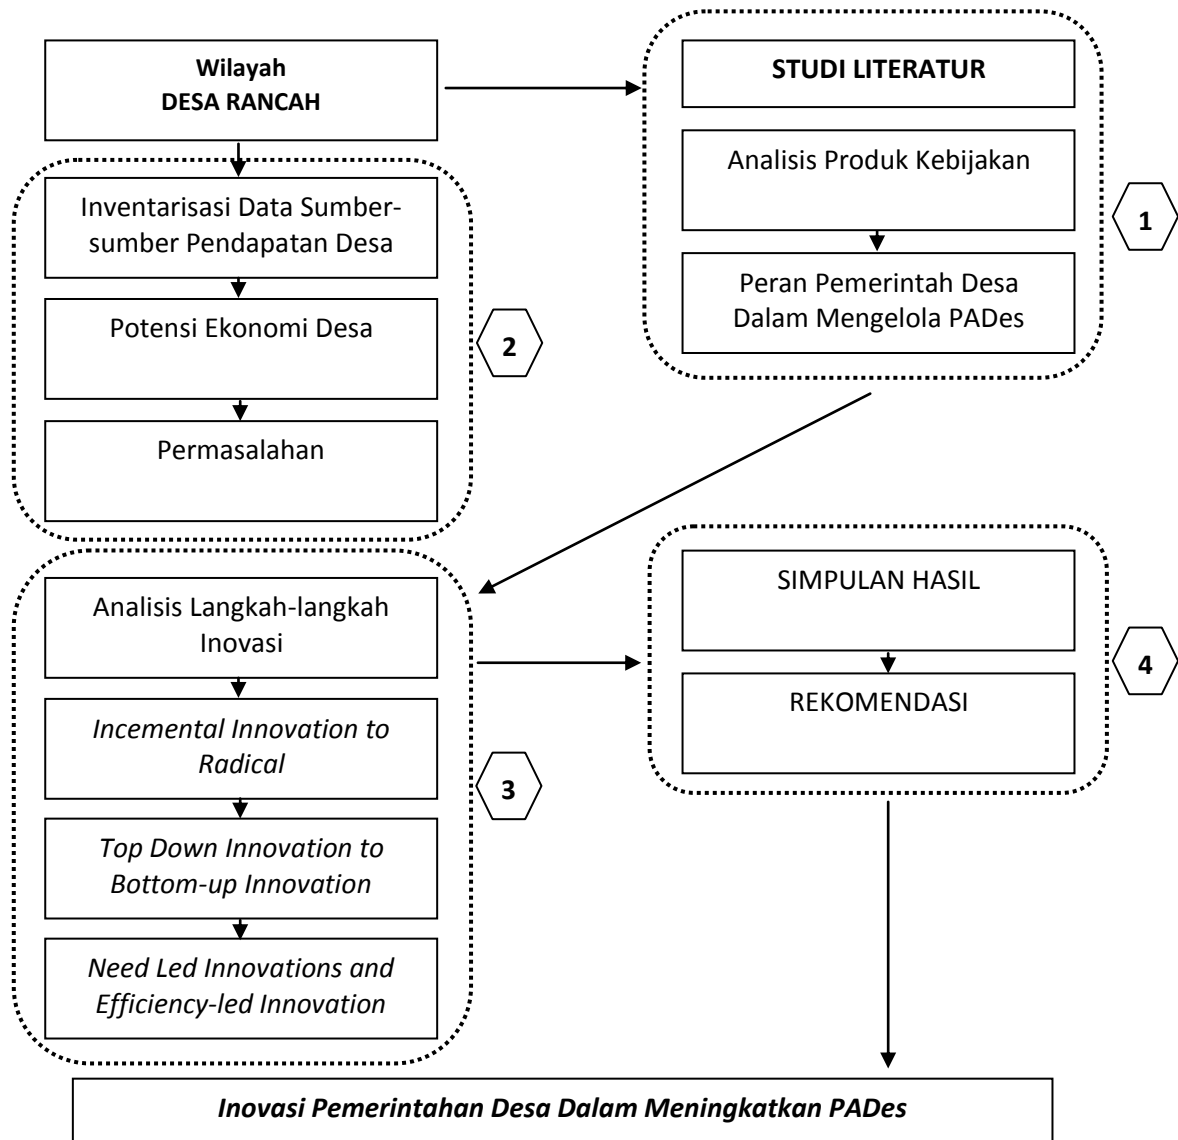 Wilayah
DESA RANCAH
STUDI LITERATUR
Analisis Produk Kebijakan
Peran Pemerintah Desa
Dalam Mengelola PADes
1
Inventarisasi Data Sumber-
sumber Pendapatan Desa
Potensi Ekonomi Desa
Permasalahan
2
Analisis Langkah-langkah
Inovasi
Incemental Innovation to
Radical
Top Down Innovation to
Bottom-up Innovation
Need Led Innovations and
Efficiency-led Innovation
3
SIMPULAN HASIL
REKOMENDASI
4
Inovasi Pemerintahan Desa Dalam Meningkatkan PADes